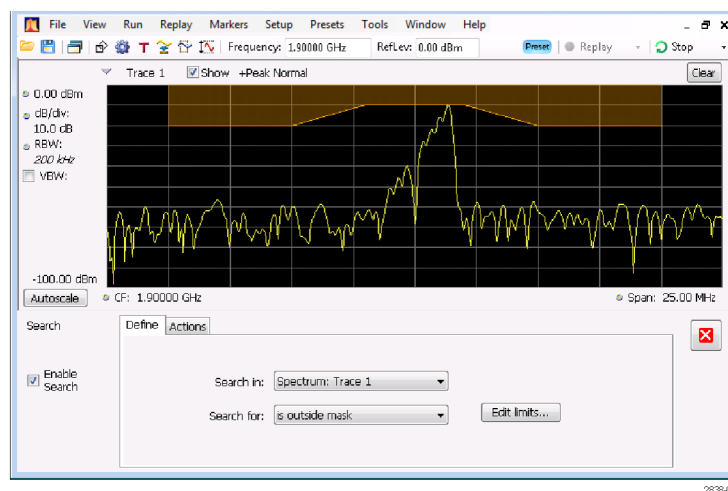 File View Run Replay Markers Setup Presets Tools Window Help
Frequency: 1.90000 GHz RefLev: 0.00 dBm Preset Replay Stop
Trace 1 Show +Peak Normal Clear
0.00 dBm
dB/div:
10.0 dB
RBW:
200 kHz
VBW:
-100.00 dBm
Autoscale CF: 1.90000 GHz Span: 25.00 MHz
Search Define Actions
Enable
Search
Search in: Spectrum: Trace 1
Search for: is outside mask Edit limits...